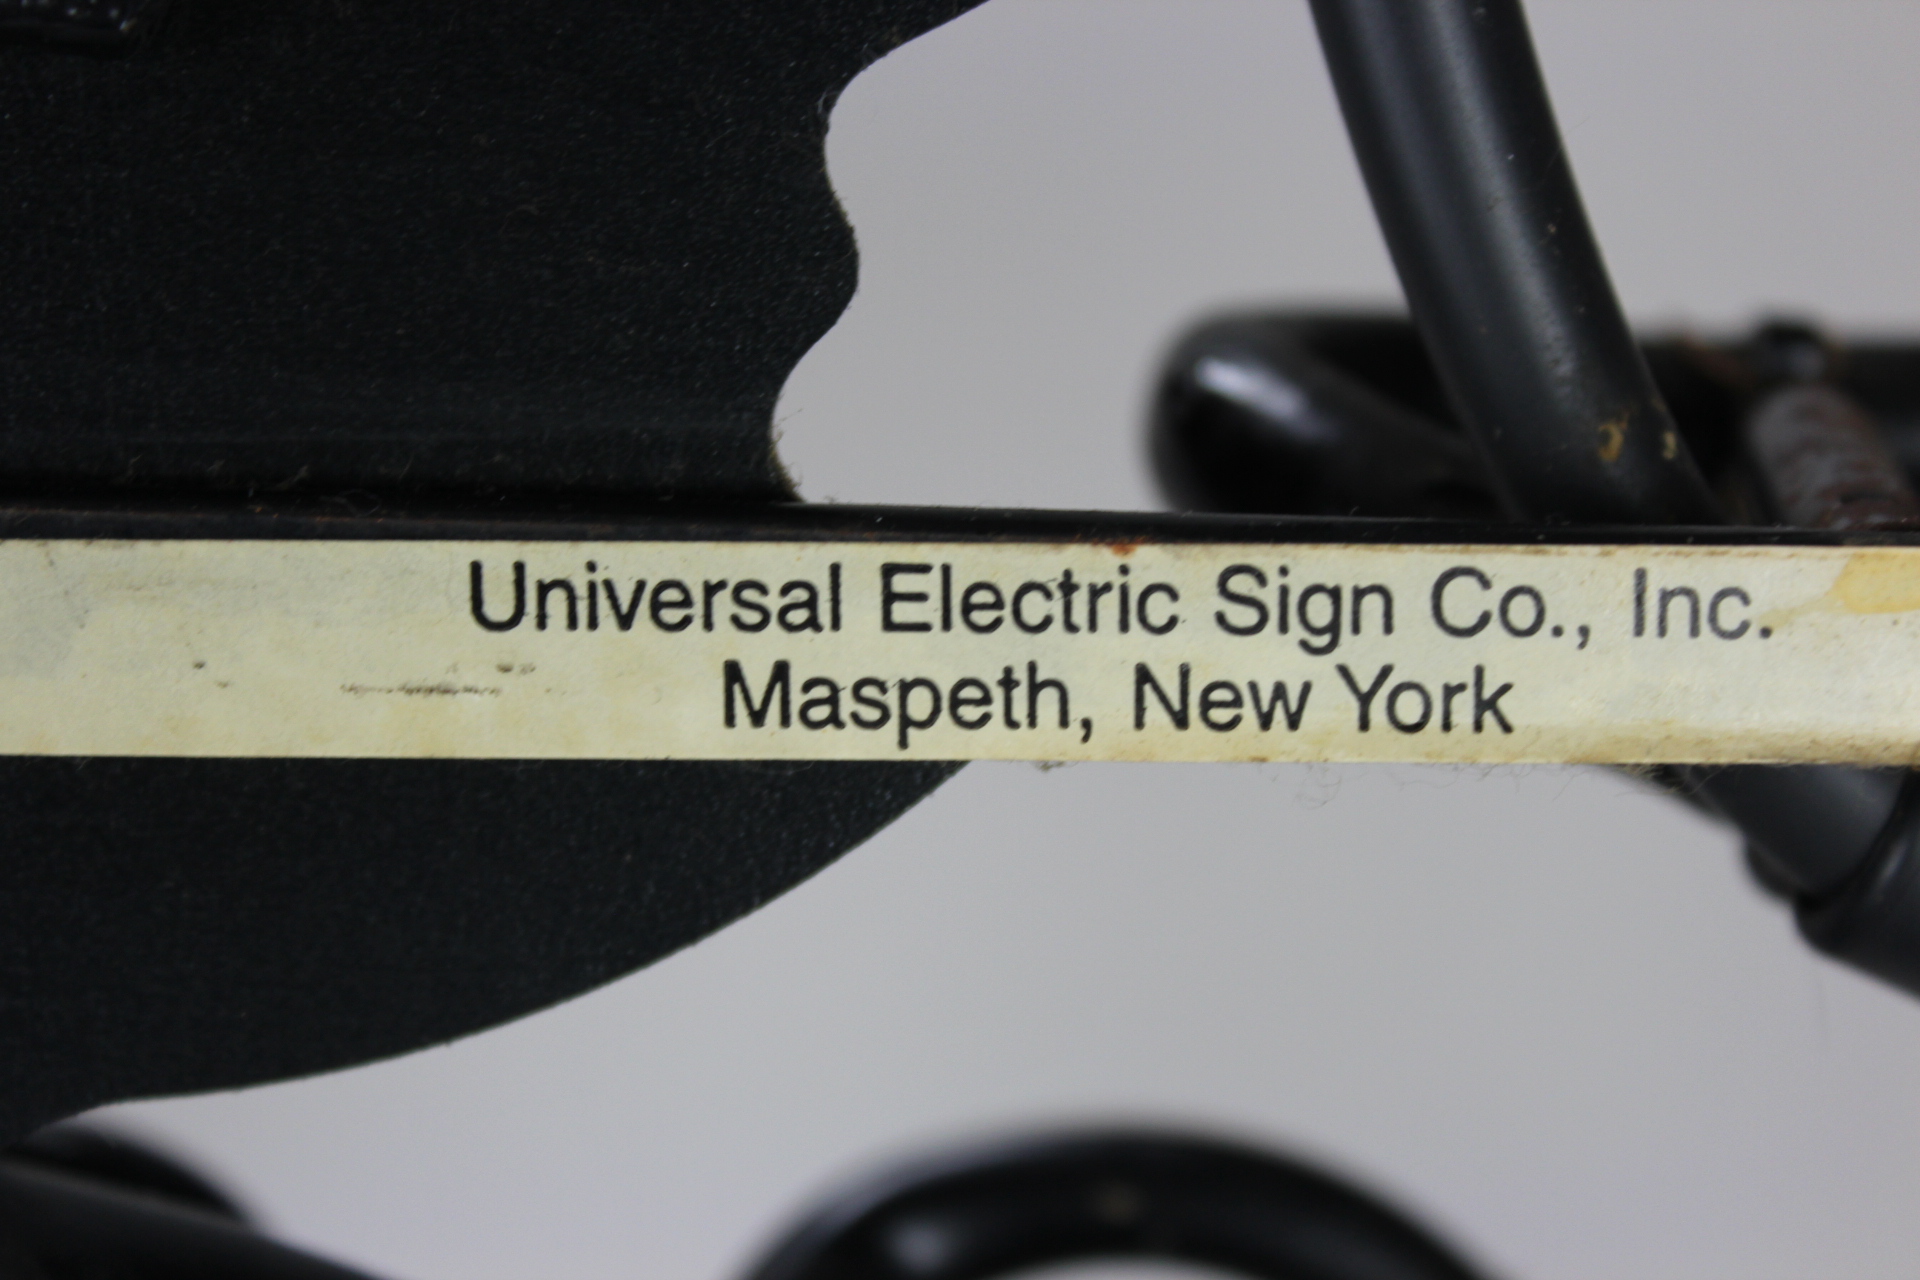 Universal Electric Sign Co., Inc.
Maspeth, New York